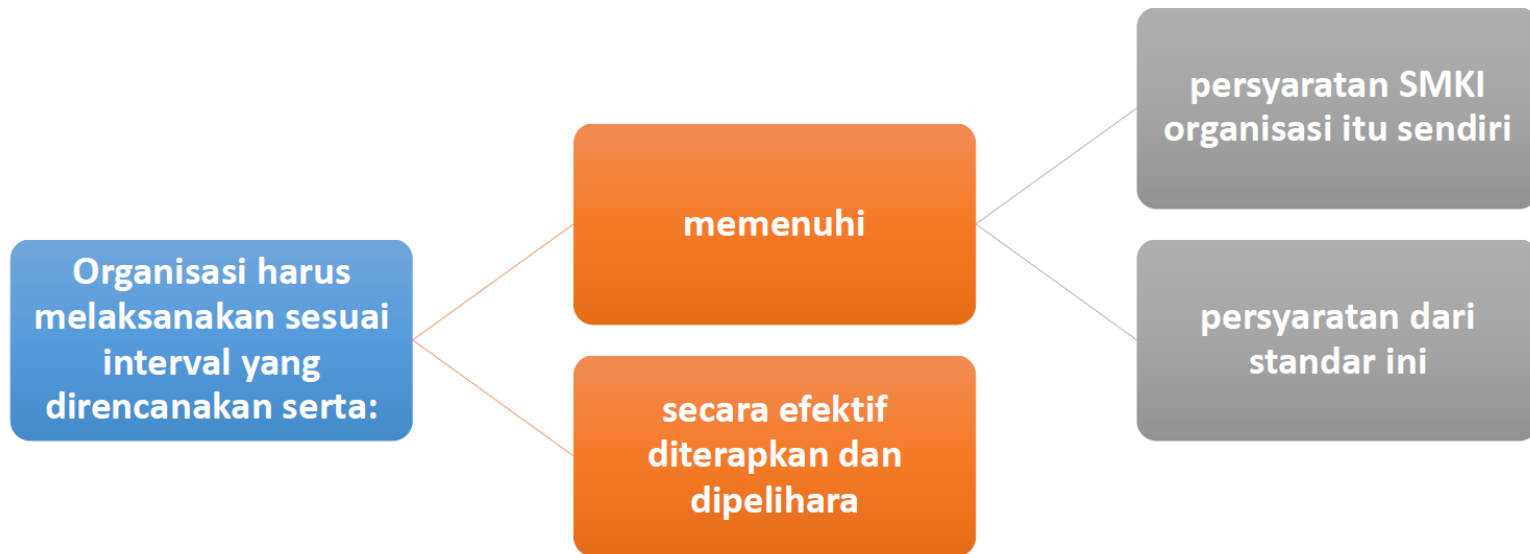 Organisasi harus
melaksanakan sesuai
interval yang
direncanakan serta:
memenuhi
secara efektif
diterapkan dan
dipelihara
persyaratan SMKI
organisasi itu sendiri
persyaratan dari
standar ini